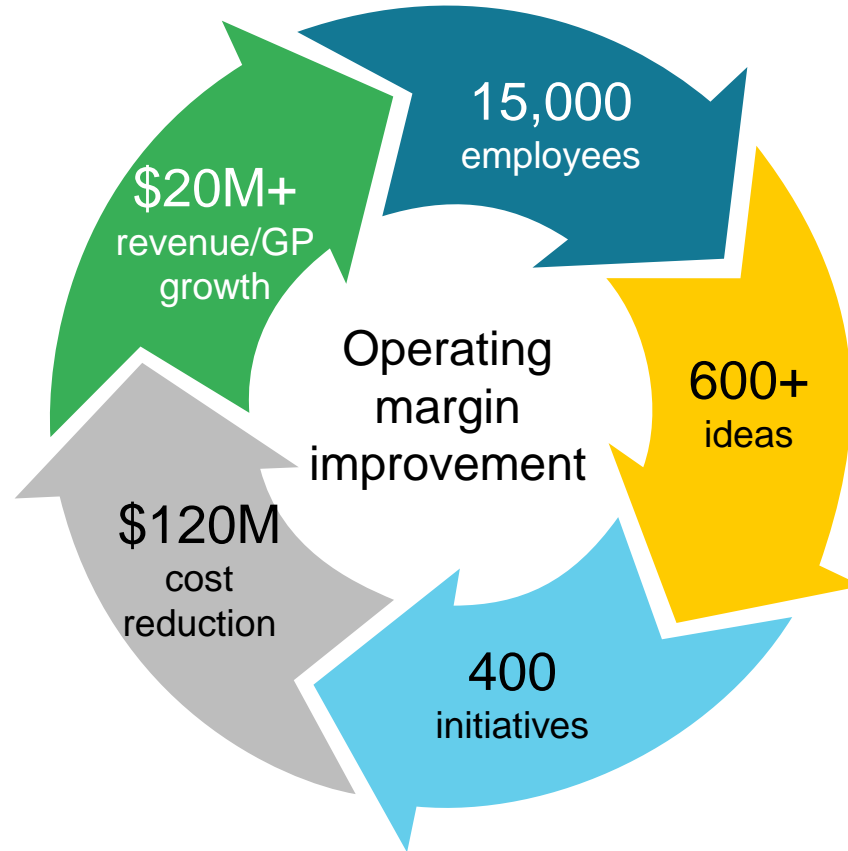 15,000
employees
600+
ideas
400
initiatives
$120M
cost
reduction
$20M+
revenue/GP
growth
Operating
margin
improvement